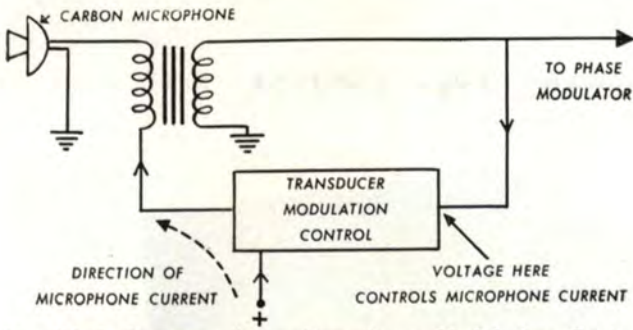 CARBON MICROPHONE
TO PHASE
MODULATOR
TRANSDUCER
MODULATION
CONTROL
DIRECTION OF
MICROPHONE CURRENT
VOLTAGE HERE
CONTROLS MICROPHONE CURRENT
+